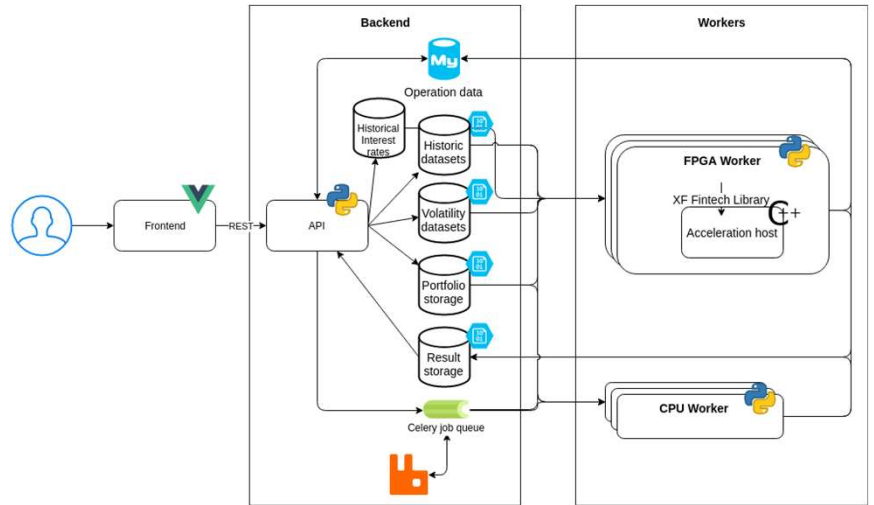 Backend
Workers
My
Operation data
Historical
Interest
rates
Historic
datasets
FPGA Worker
XF Fintech Library
C++
Acceleration host
Frontend
REST
API
Volatility
datasets
Portfolio
storage
Result
storage
CPU Worker
Celery job queue